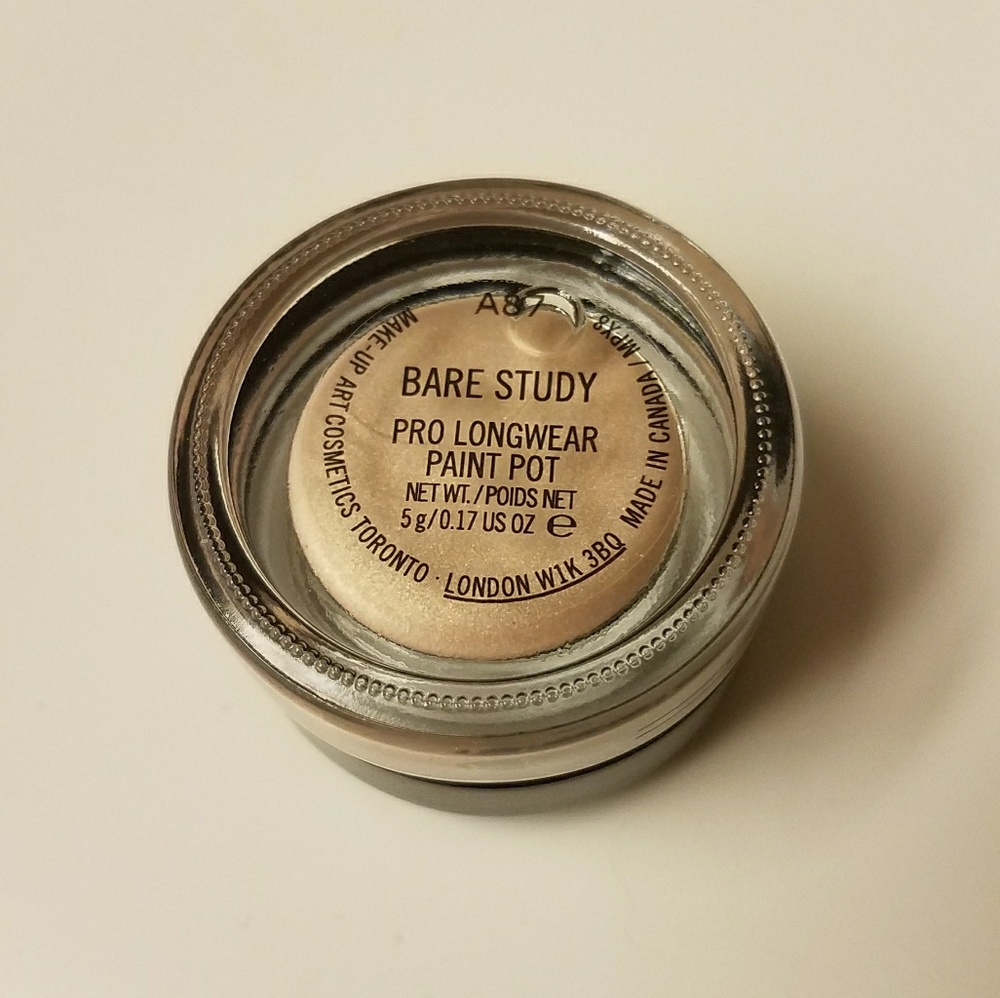 A87
BARE STUDY
PRO LONGWEAR
PAINT POT
NET WT. / POIDS NET
5 g/0.17 US OZ ℮
MAKE-UP ART COSMETICS TORONTO · LONDON W1K 3BQ MADE IN CANADA / MPX8